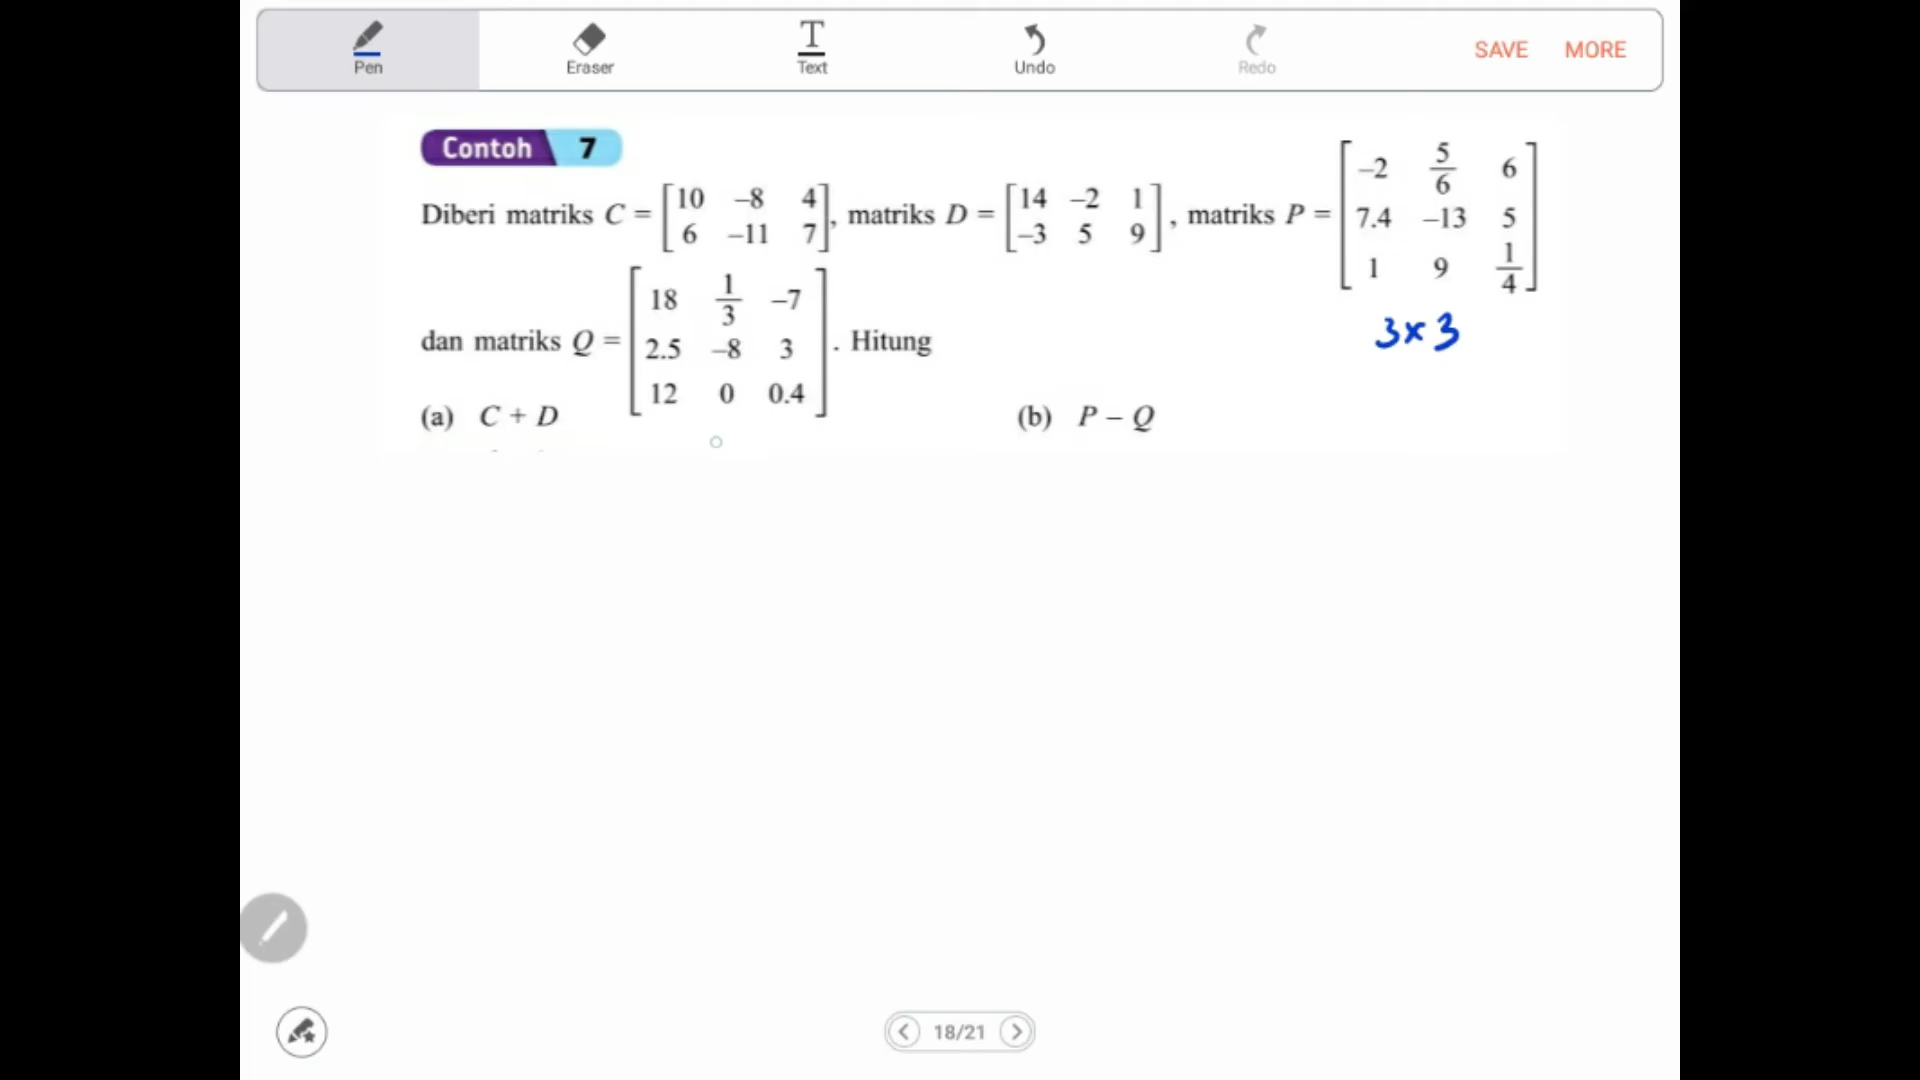 Pen Eraser Text Undo Redo SAVE MORE
Contoh 7
Diberi matriks C = [10 –8 4; 6 –11 7], matriks D = [14 –2 1; –3 5 9], matriks P = [–2 5/6 6; 7.4 –13 5; 1 9 1/4]
3×3
dan matriks Q = [18 1/3 –7; 2.5 –8 3; 12 0 0.4]. Hitung
(a) C + D (b) P – Q
18/21